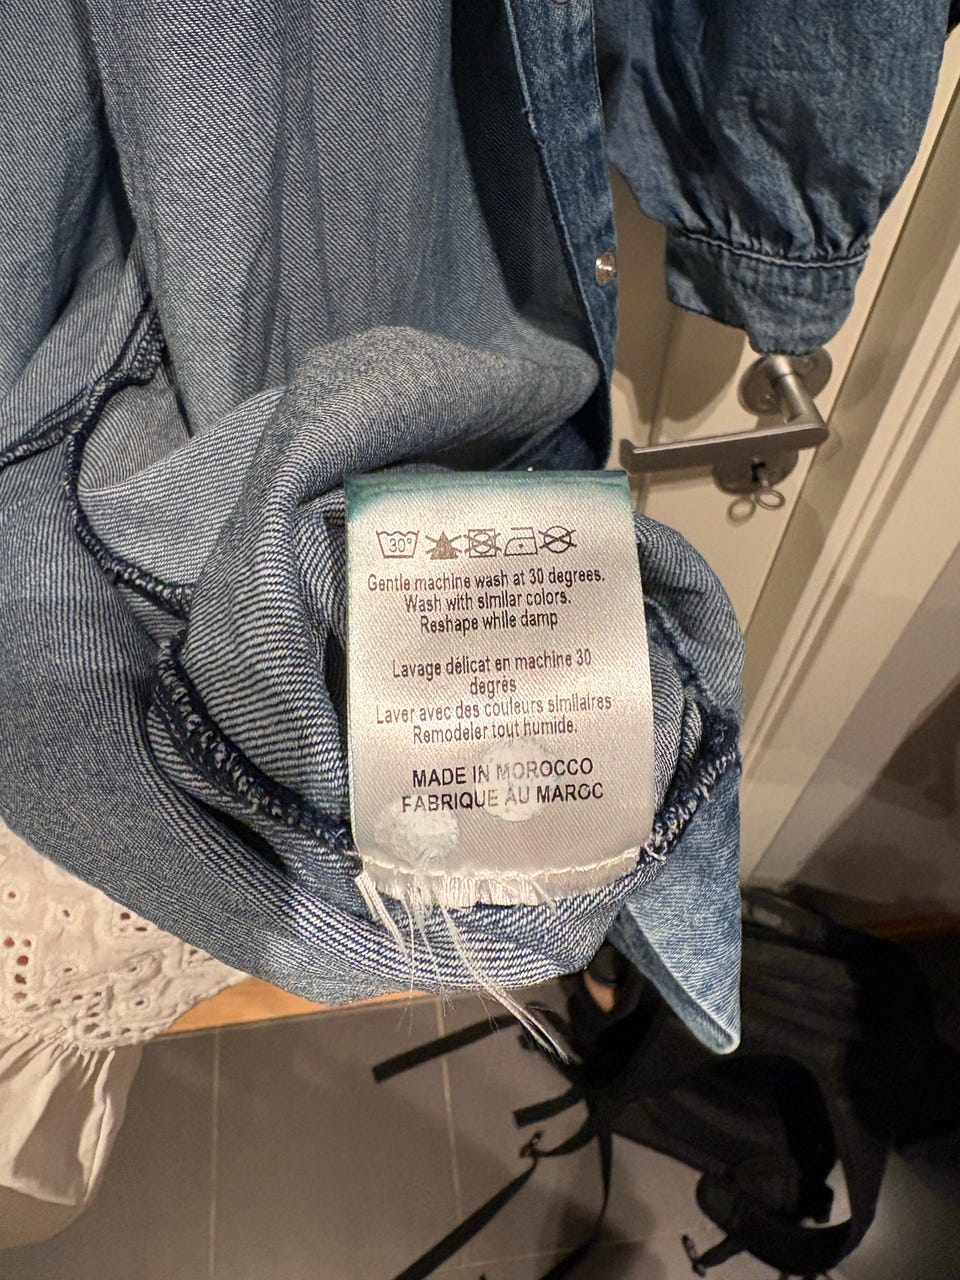 30°
Gentle machine wash at 30 degrees.
Wash with similar colors.
Reshape while damp
Lavage délicat en machine 30
degrés
Laver avec des couleurs similaires
Remodeler tout humide.
MADE IN MOROCCO
FABRIQUE AU MAROC